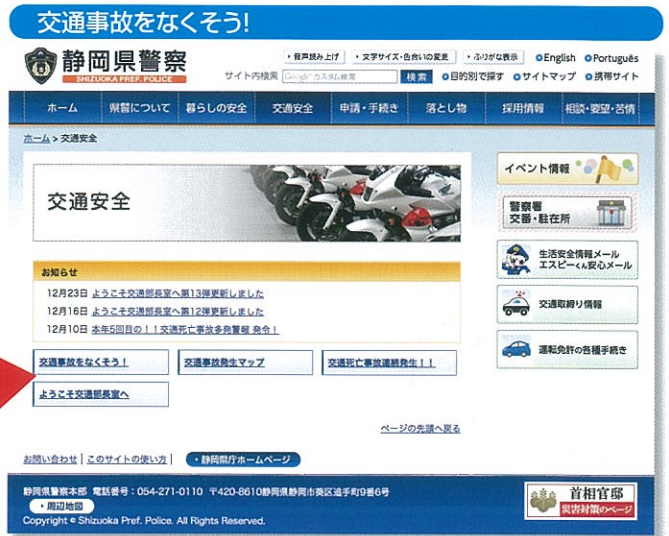 交通事故をなくそう!
静岡県警察
SHIZUOKA PREF. POLICE
音声読み上げ 文字サイズ・色合いの変更 ふりがな表示 English Português
サイト内検索 Google カスタム検索 検索 目的別で探す サイトマップ 携帯サイト
ホーム 県警について 暮らしの安全 交通安全 申請・手続き 落とし物 採用情報 相談・要望・苦情
ホーム > 交通安全
交通安全
イベント情報
警察署
交番・駐在所
生活安全情報メール
エスピーくん安心メール
交通取締り情報
運転免許の各種手続き
お知らせ
12月23日 ようこそ交通部長室へ第13弾更新しました
12月16日 ようこそ交通部長室へ第12弾更新しました
12月10日 本年5回目の!!交通死亡事故多発警報 発令!
交通事故をなくそう! 交通事故発生マップ 交通死亡事故連続発生!!
ようこそ交通部長室へ
ページの先頭へ戻る
お問い合わせ | このサイトの使い方 | ・静岡県庁ホームページ
静岡県警察本部 電話番号:054-271-0110 〒420-8610静岡県静岡市葵区追手町9番6号
・周辺地図
Copyright © Shizuoka Pref. Police. All Rights Reserved.
首相官邸
災害対策のページ